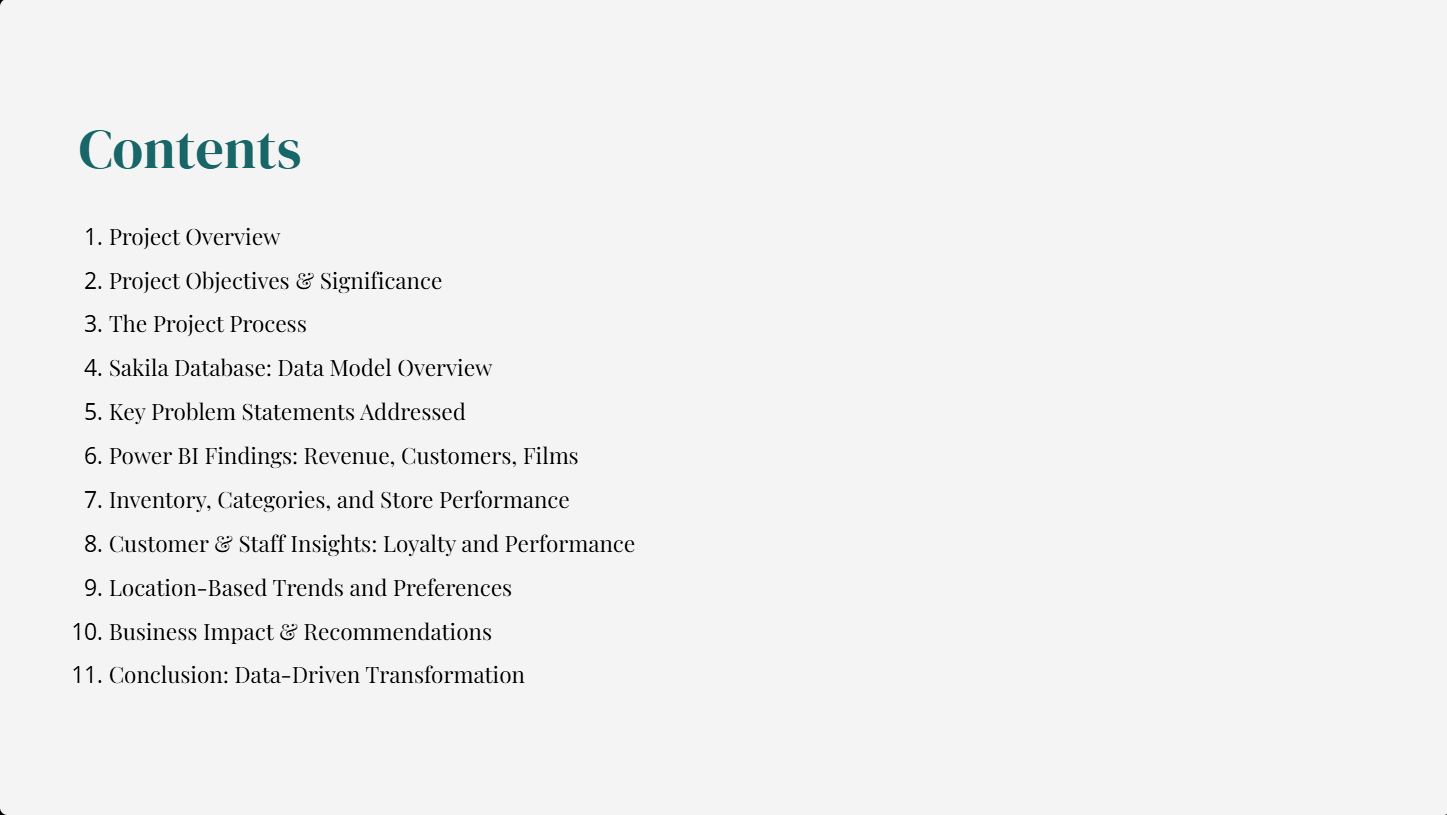 Contents
1. Project Overview
2. Project Objectives & Significance
3. The Project Process
4. Sakila Database: Data Model Overview
5. Key Problem Statements Addressed
6. Power BI Findings: Revenue, Customers, Films
7. Inventory, Categories, and Store Performance
8. Customer & Staff Insights: Loyalty and Performance
9. Location-Based Trends and Preferences
10. Business Impact & Recommendations
11. Conclusion: Data-Driven Transformation